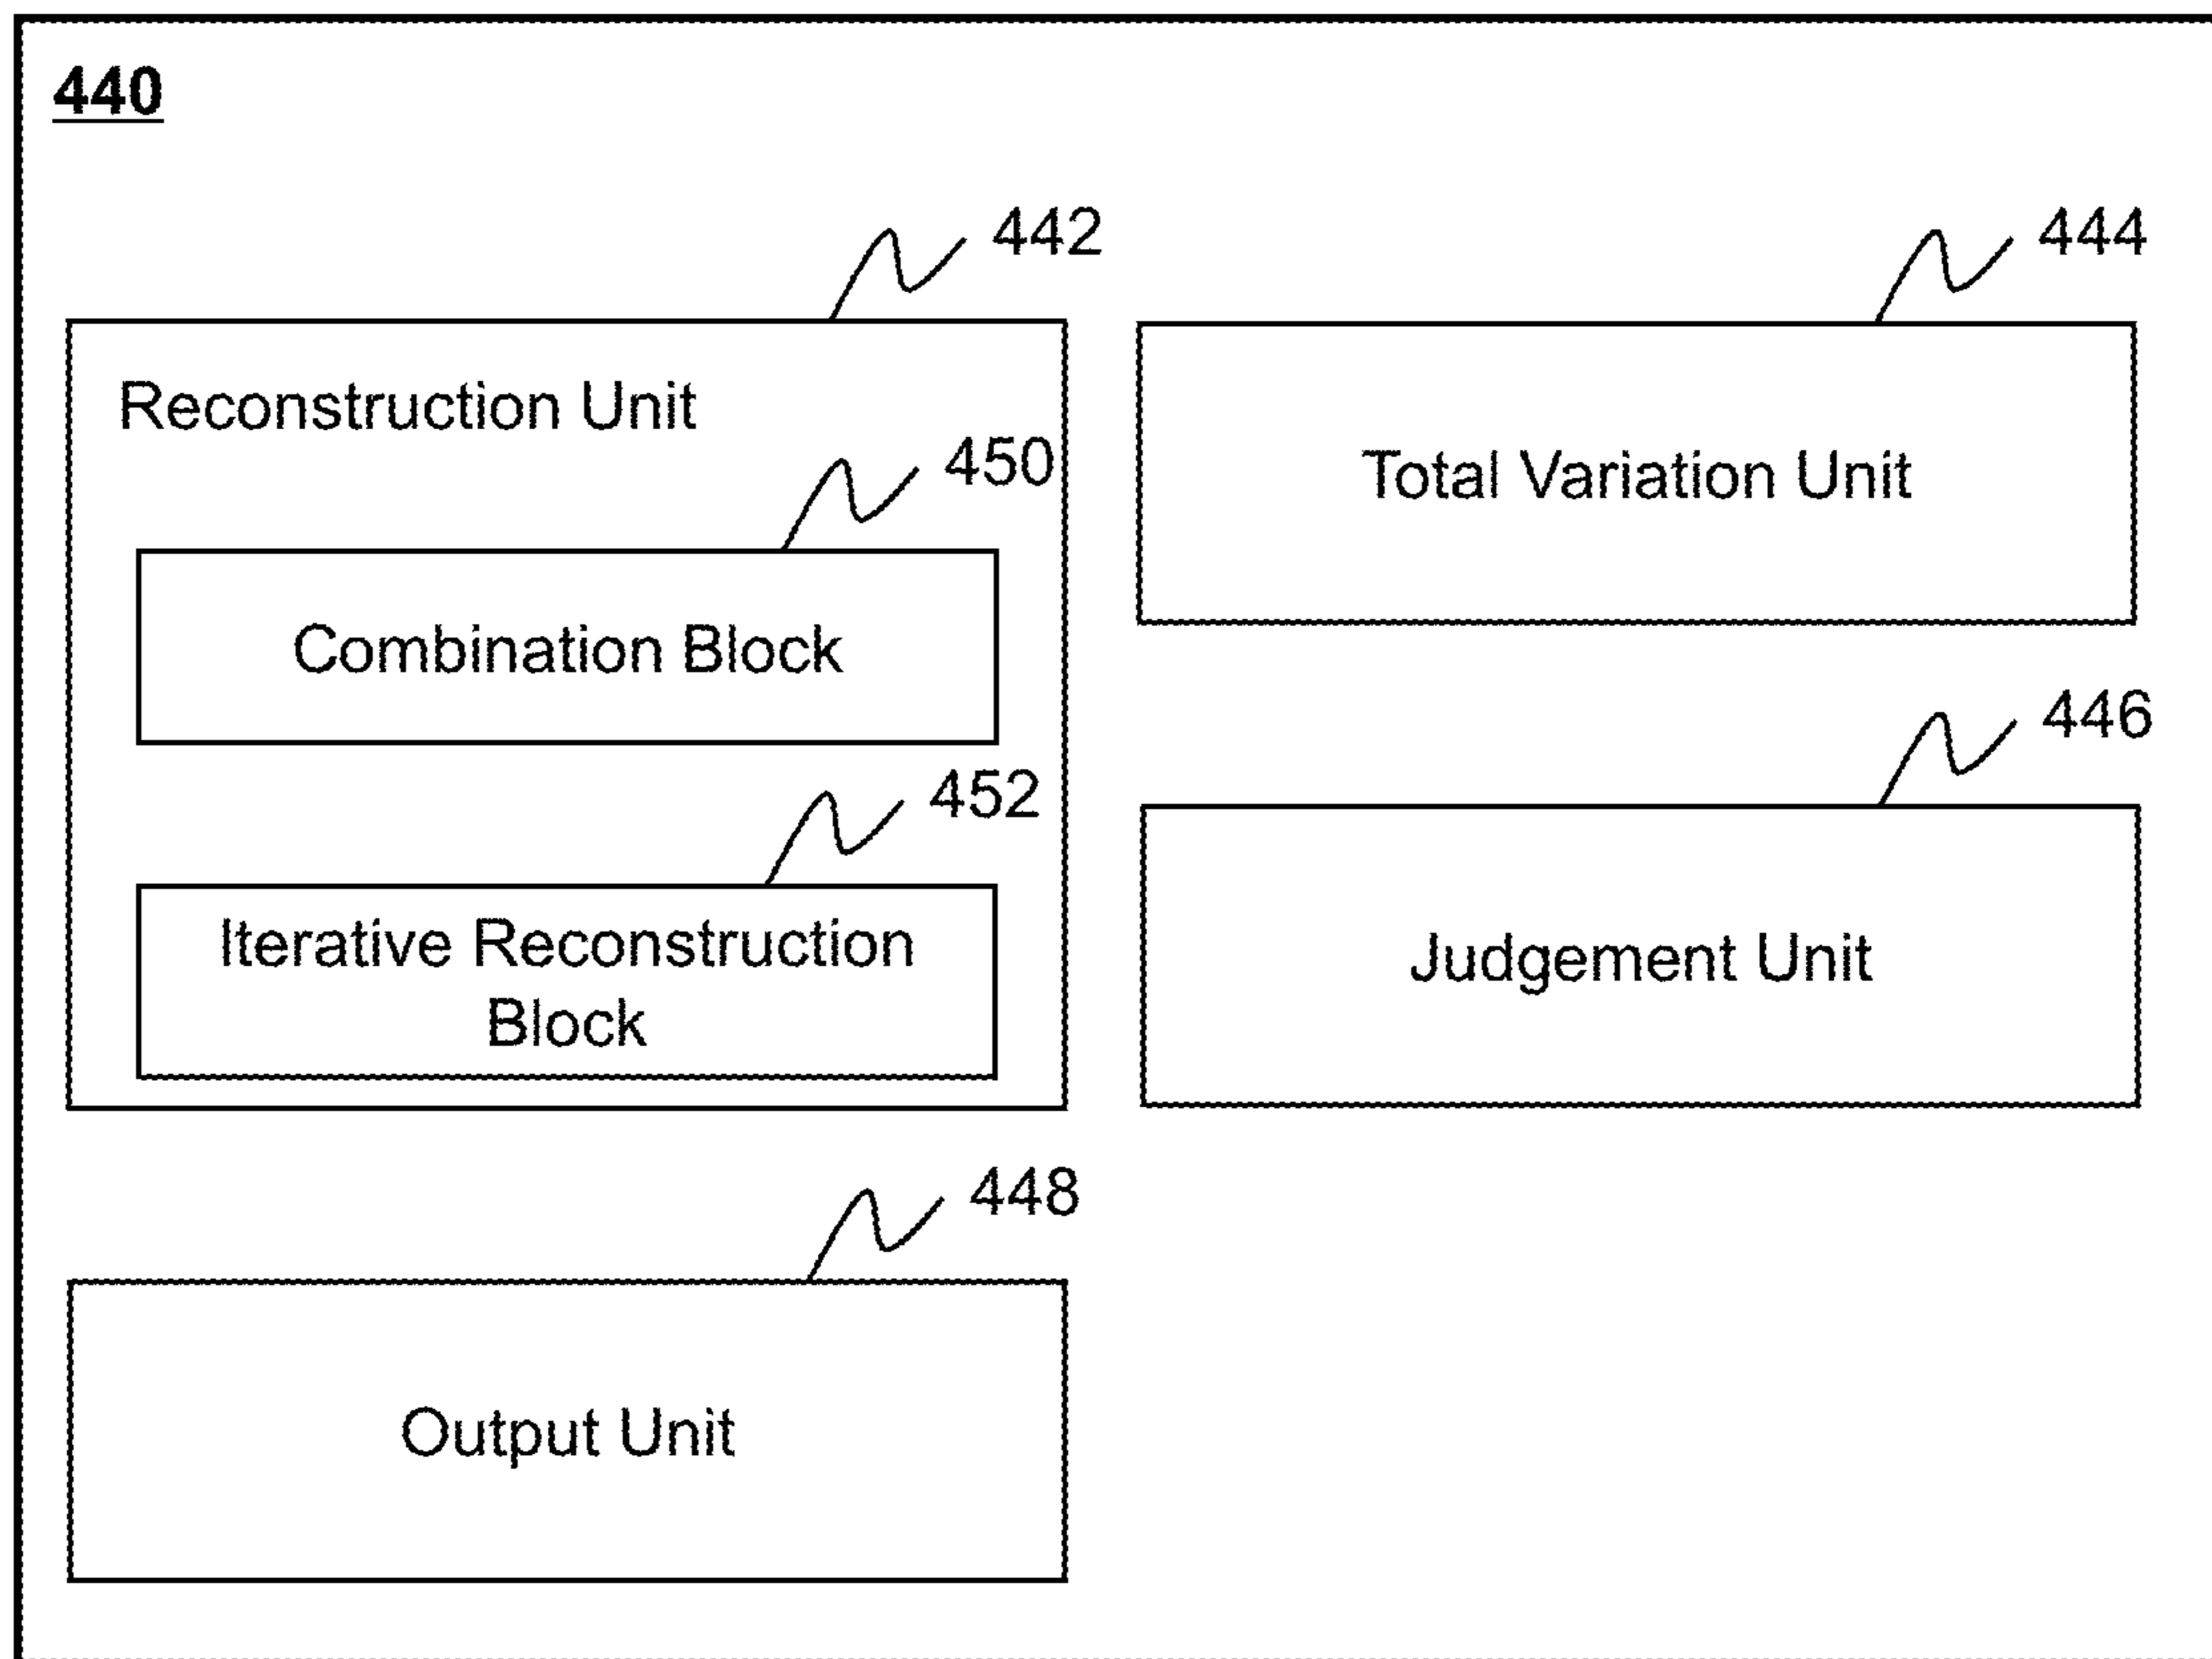 440
442
Reconstruction Unit
450
Combination Block
452
Iterative Reconstruction
Block
444
Total Variation Unit
446
Judgement Unit
448
Output Unit